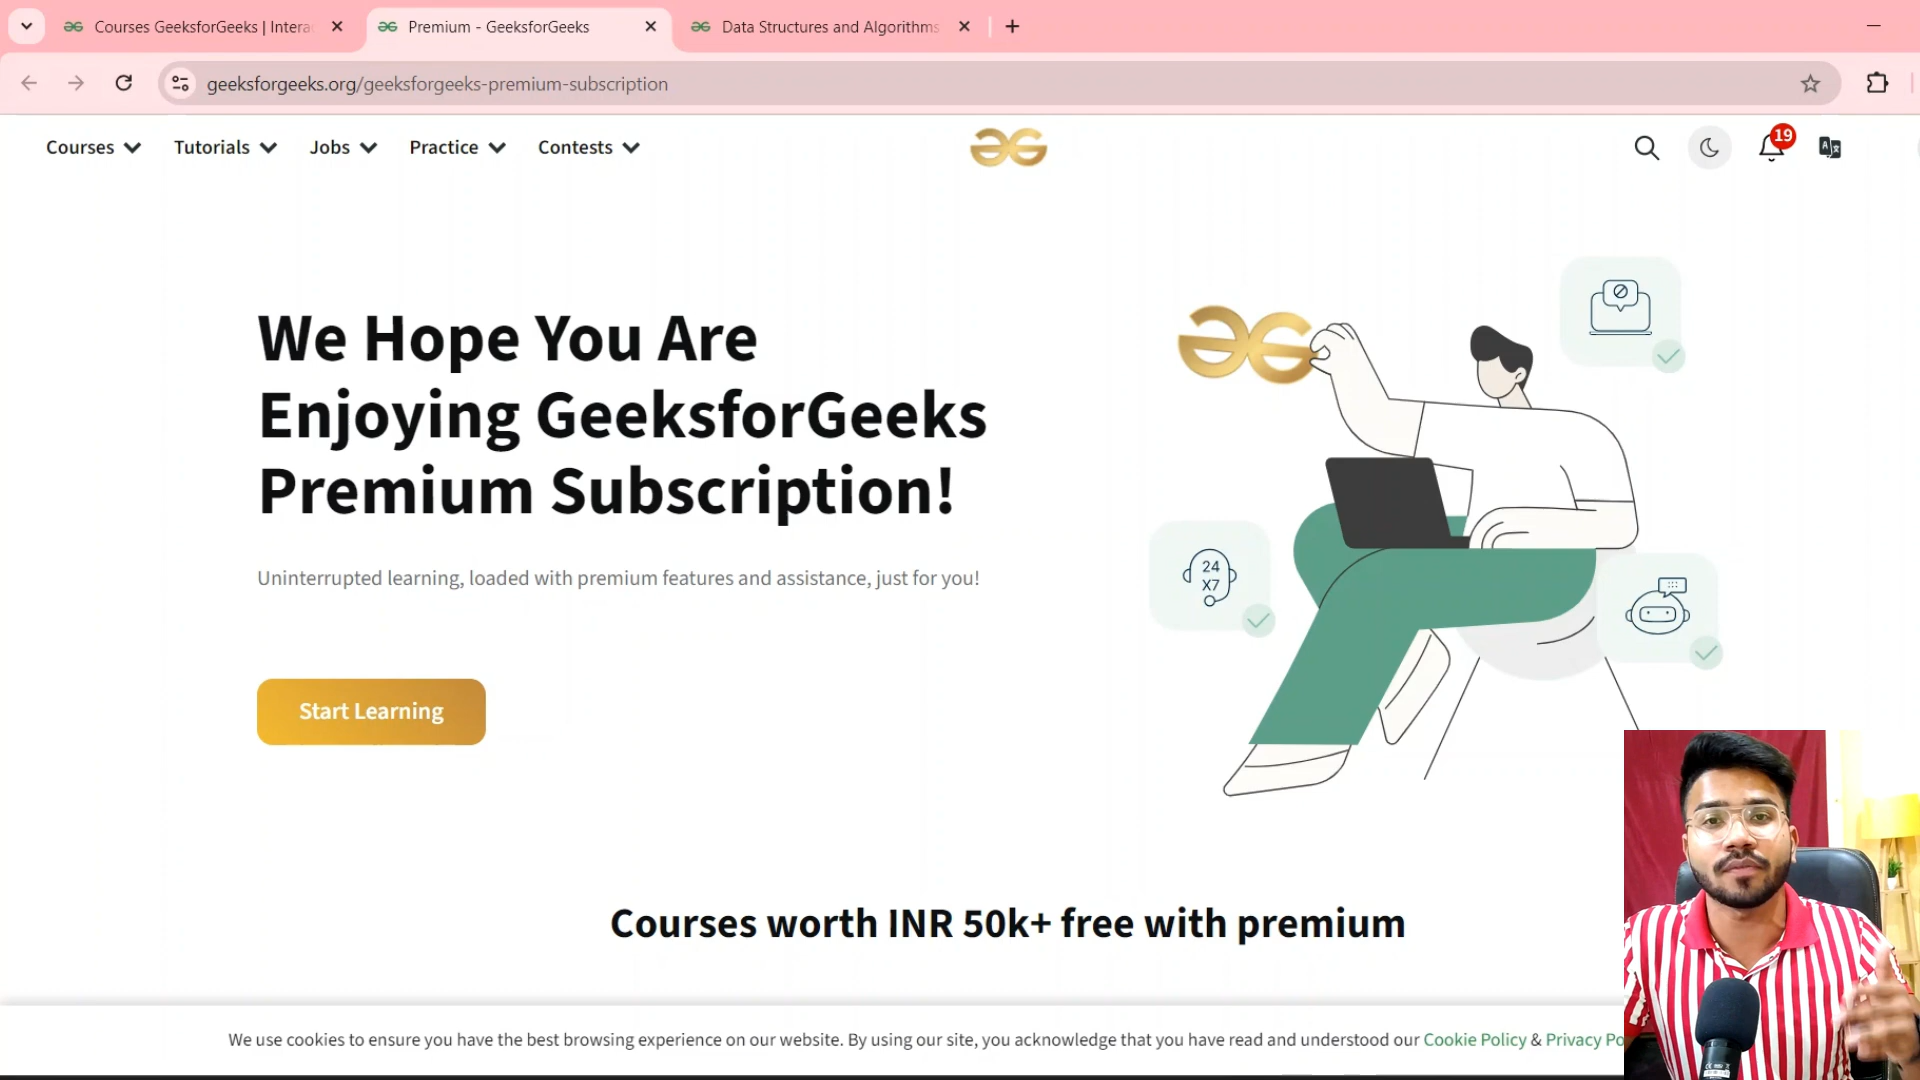 Courses GeeksforGeeks | Intera
Premium - GeeksforGeeks
Data Structures and Algorithms
geeksforgeeks.org/geeksforgeeks-premium-subscription
Courses
Tutorials
Jobs
Practice
Contests
19
We Hope You Are
Enjoying GeeksforGeeks
Premium Subscription!
Uninterrupted learning, loaded with premium features and assistance, just for you!
24
X7
Start Learning
Courses worth INR 50k+ free with premium
We use cookies to ensure you have the best browsing experience on our website. By using our site, you acknowledge that you have read and understood our Cookie Policy & Privacy Po